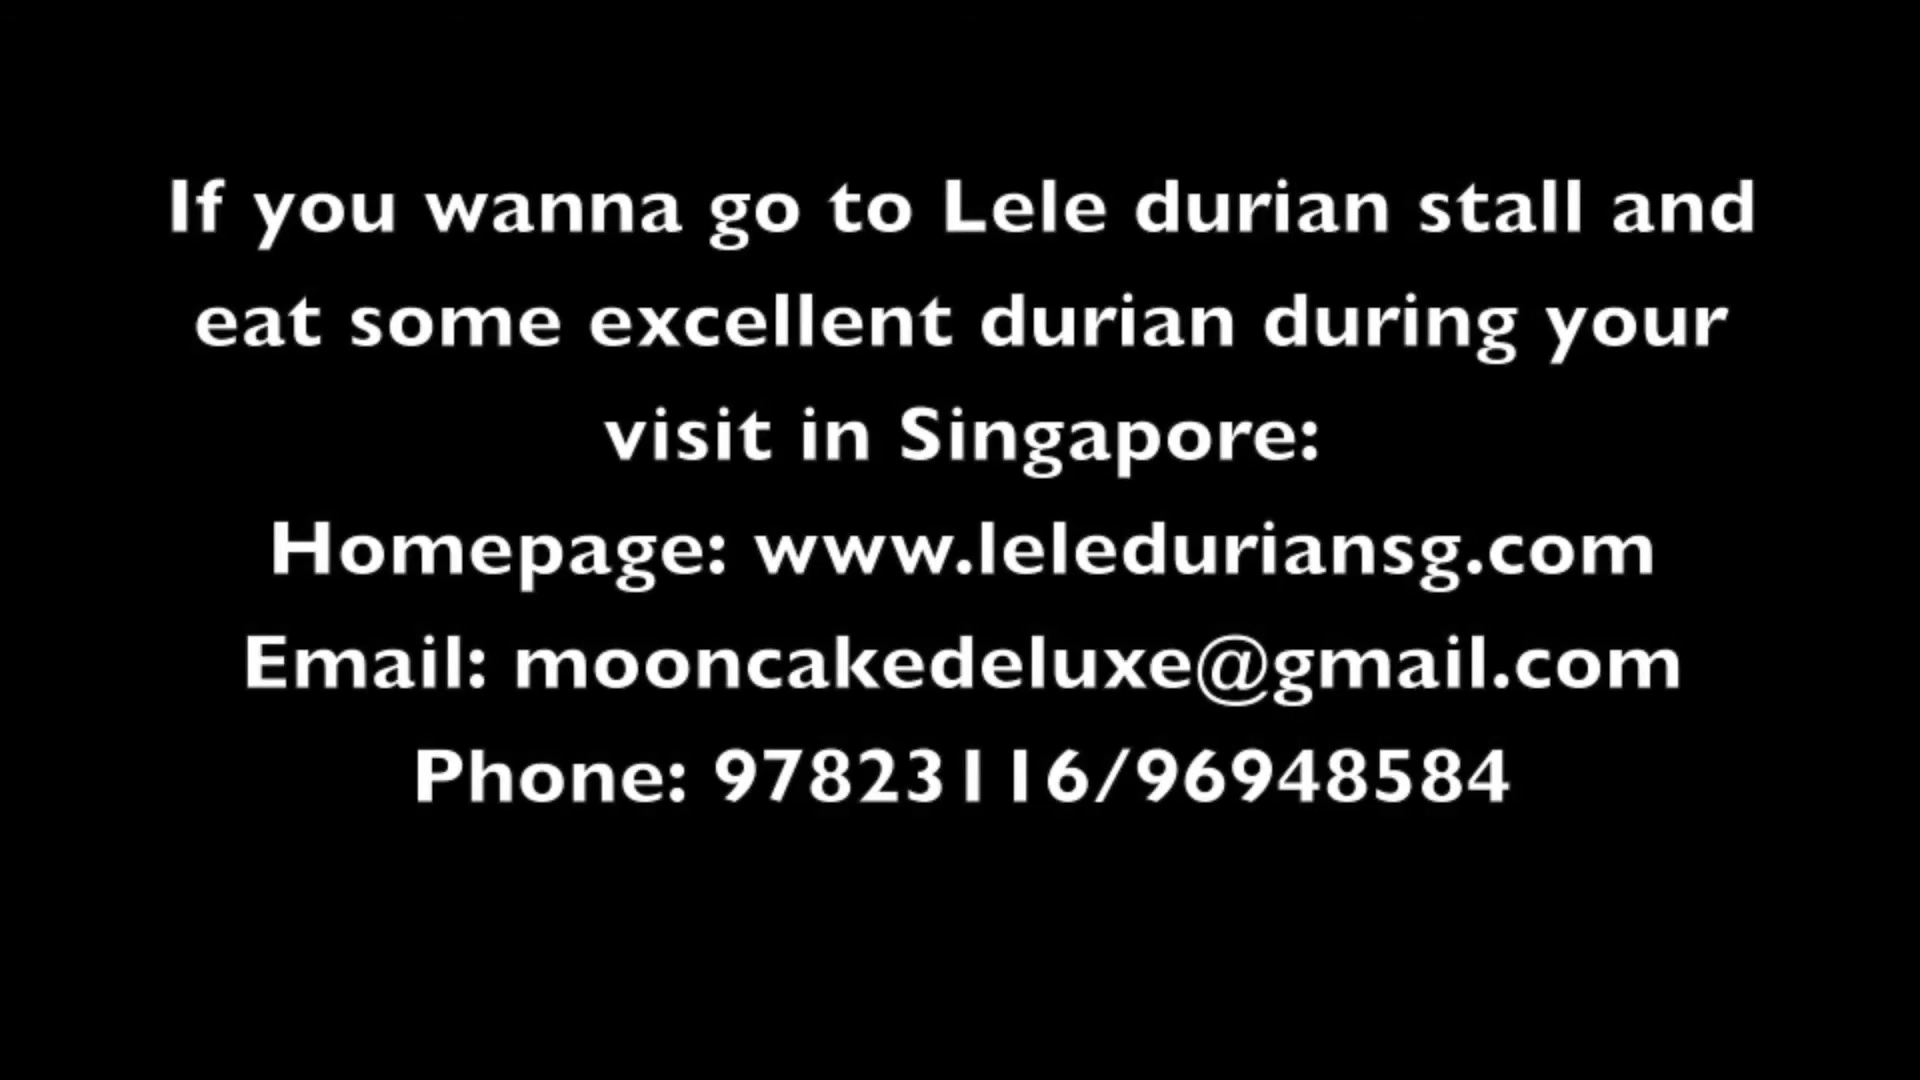 If you wanna go to Lele durian stall and
eat some excellent durian during your
visit in Singapore:
Homepage: www.leleduriansg.com
Email: mooncakedeluxe@gmail.com
Phone: 97823116/96948584